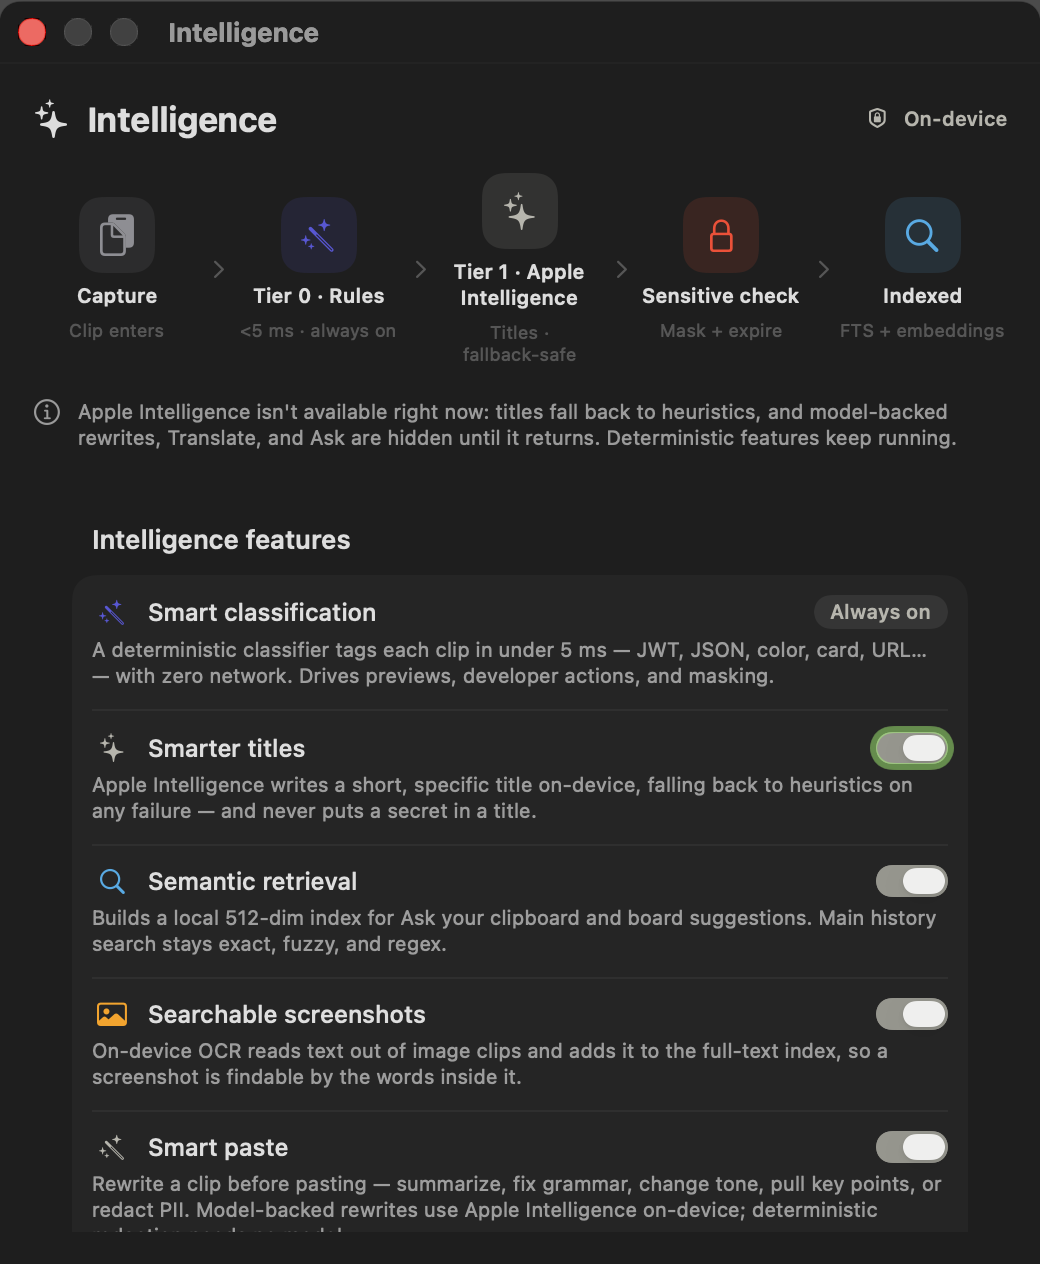 Intelligence
Intelligence
On-device
Capture
Clip enters
Tier 0 · Rules
<5 ms · always on
Tier 1 · Apple
Intelligence
Titles ·
fallback-safe
Sensitive check
Mask + expire
Indexed
FTS + embeddings
Apple Intelligence isn't available right now: titles fall back to heuristics, and model-backed
rewrites, Translate, and Ask are hidden until it returns. Deterministic features keep running.
Intelligence features
Smart classification
Always on
A deterministic classifier tags each clip in under 5 ms — JWT, JSON, color, card, URL...
— with zero network. Drives previews, developer actions, and masking.
Smarter titles
Apple Intelligence writes a short, specific title on-device, falling back to heuristics on
any failure — and never puts a secret in a title.
Semantic retrieval
Builds a local 512-dim index for Ask your clipboard and board suggestions. Main history
search stays exact, fuzzy, and regex.
Searchable screenshots
On-device OCR reads text out of image clips and adds it to the full-text index, so a
screenshot is findable by the words inside it.
Smart paste
Rewrite a clip before pasting — summarize, fix grammar, change tone, pull key points, or
redact PII. Model-backed rewrites use Apple Intelligence on-device; deterministic